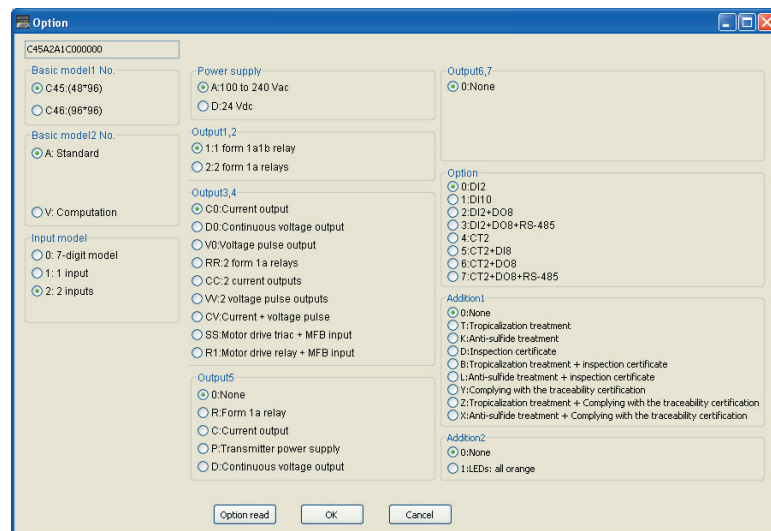 Option
C45A2A1C000000
Basic model1 No.
C45:(48*96)
C46:(96*96)
Basic model2 No.
A: Standard
V: Computation
Input model
0: 7-digit model
1: 1 input
2: 2 inputs
Power supply
A:100 to 240 Vac
D:24 Vdc
Output1,2
1:1 form 1a1b relay
2:2 form 1a relays
Output3,4
C0:Current output
D0:Continuous voltage output
V0:Voltage pulse output
RR:2 form 1a relays
CC:2 current outputs
VV:2 voltage pulse outputs
CV:Current + voltage pulse
SS:Motor drive triac + MFB input
R1:Motor drive relay + MFB input
Output5
0:None
R:Form 1a relay
C:Current output
P:Transmitter power supply
D:Continuous voltage output
Output6,7
0:None
Option
0:DI2
1:DI10
2:DI2+DO8
3:DI2+DO8+RS-485
4:CT2
5:CT2+DI8
6:CT2+DO8
7:CT2+DO8+RS-485
Addition1
0:None
T:Tropicalization treatment
K:Anti-sulfide treatment
D:Inspection certificate
B:Tropicalization treatment + inspection certificate
L:Anti-sulfide treatment + inspection certificate
Y:Complying with the traceability certification
Z:Tropicalization treatment + Complying with the traceability certification
X:Anti-sulfide treatment + Complying with the traceability certification
Addition2
0:None
1:LEDs: all orange
Option read
OK
Cancel